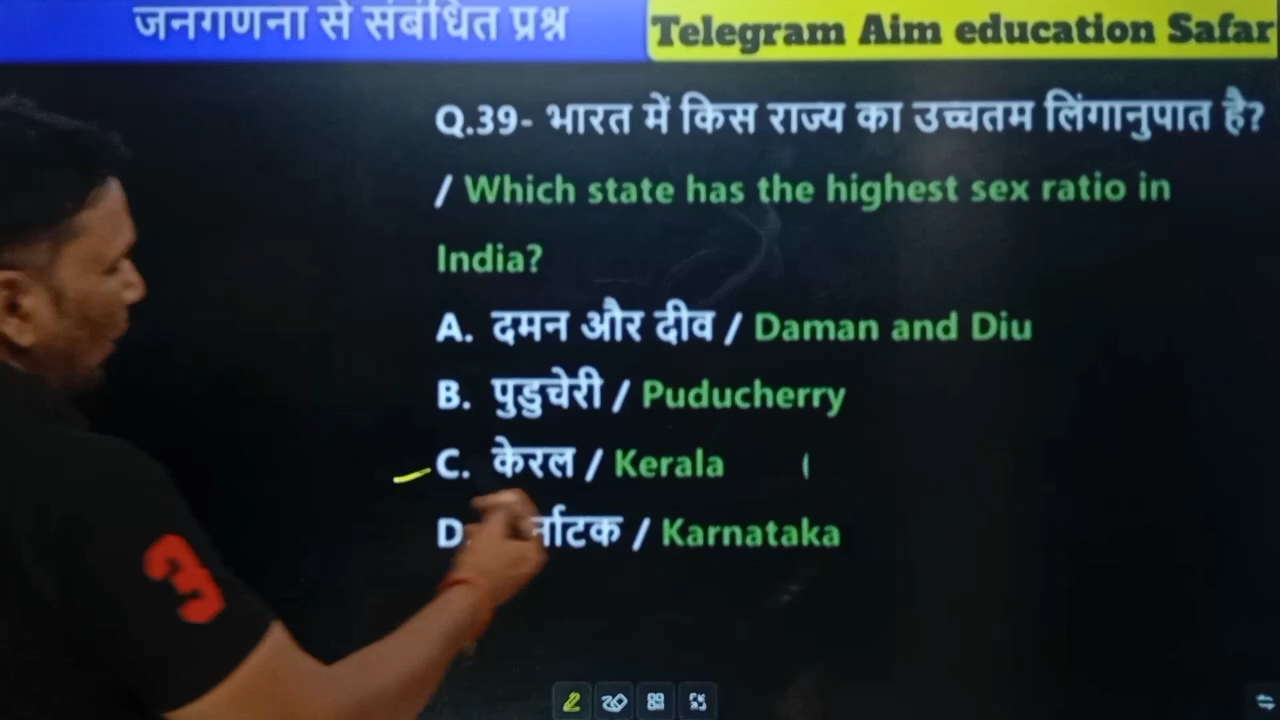 जनगणना से संबंधित प्रश्न
Telegram Aim education Safar
Q.39- भारत में किस राज्य का उच्चतम लिंगानुपात है?
/ Which state has the highest sex ratio in
India?
A. दमन और दीव / Daman and Diu
B. पुडुचेरी / Puducherry
C. केरल / Kerala
D. / Karnataka